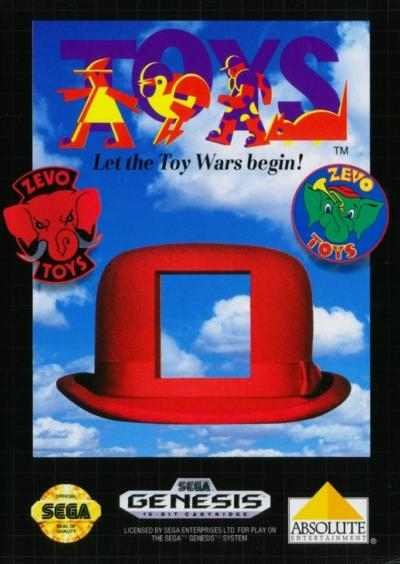 TOYS
TM
Let the Toy Wars begin!
ZEVO
TOYS
ZEVO
TOYS
OFFICIAL
SEGA
SEAL OF
QUALITY
SEGA
GENESIS
16-BIT CARTRIDGE
LICENSED BY SEGA ENTERPRISES LTD. FOR PLAY ON
THE SEGA™ GENESIS™ SYSTEM.
ABSOLUTE
ENTERTAINMENT
®